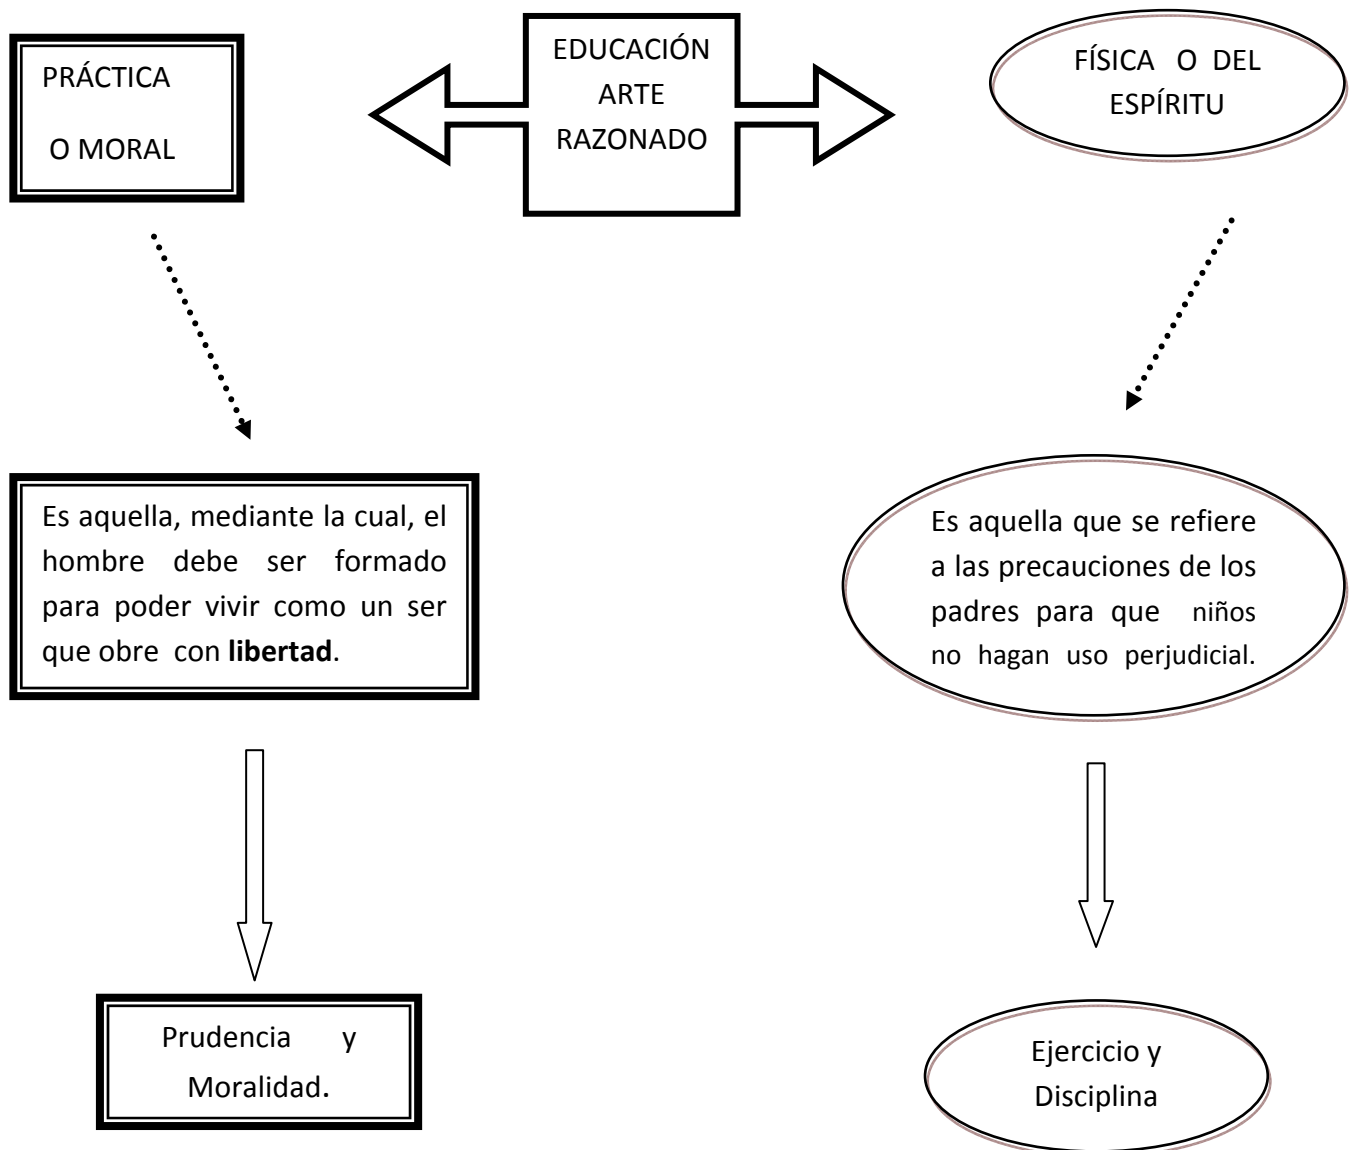 PRÁCTICA
O MORAL
EDUCACIÓN
ARTE
RAZONADO
FÍSICA O DEL
ESPÍRITU
Es aquella, mediante la cual, el
hombre debe ser formado
para poder vivir como un ser
que obre con libertad.
Es aquella que se refiere
a las precauciones de los
padres para que niños
no hagan uso perjudicial.
Prudencia y
Moralidad.
Ejercicio y
Disciplina